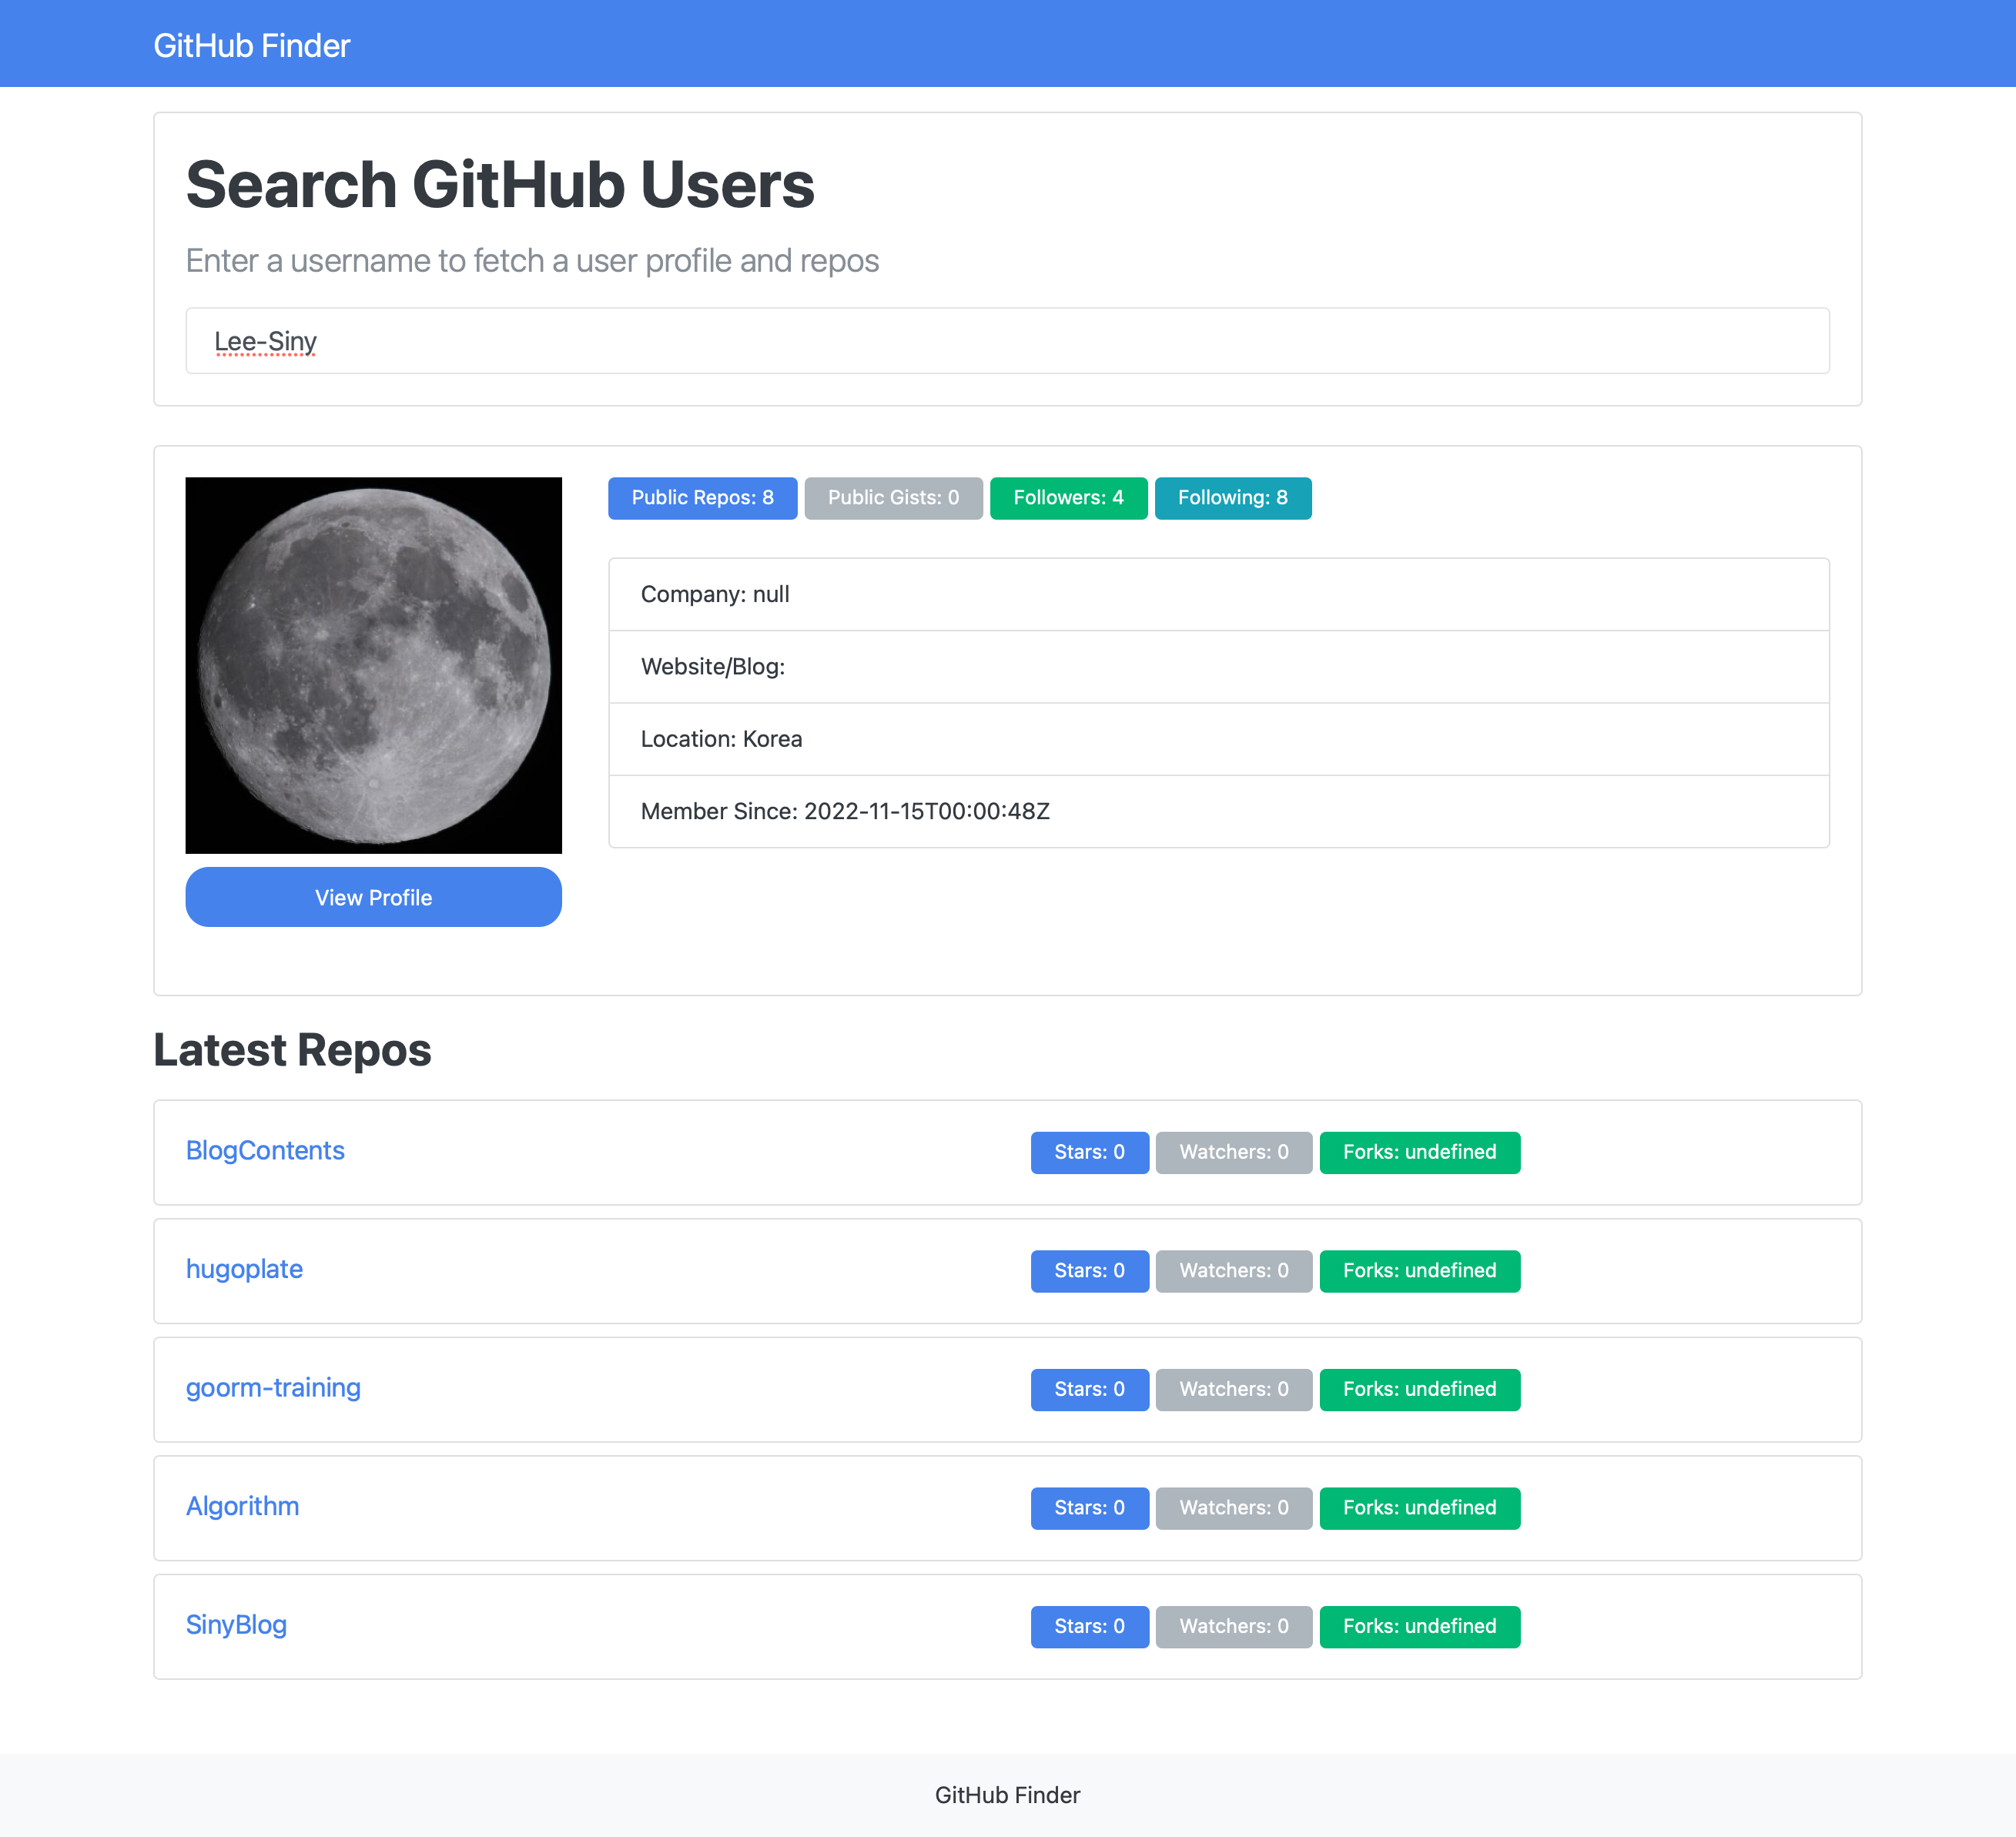 GitHub Finder
Search GitHub Users
Enter a username to fetch a user profile and repos
Lee-Siny
Public Repos: 8 Public Gists: 0 Followers: 4 Following: 8
Company: null
Website/Blog:
Location: Korea
Member Since: 2022-11-15T00:00:48Z
View Profile
Latest Repos
BlogContents Stars: 0 Watchers: 0 Forks: undefined
hugoplate Stars: 0 Watchers: 0 Forks: undefined
goorm-training Stars: 0 Watchers: 0 Forks: undefined
Algorithm Stars: 0 Watchers: 0 Forks: undefined
SinyBlog Stars: 0 Watchers: 0 Forks: undefined
GitHub Finder